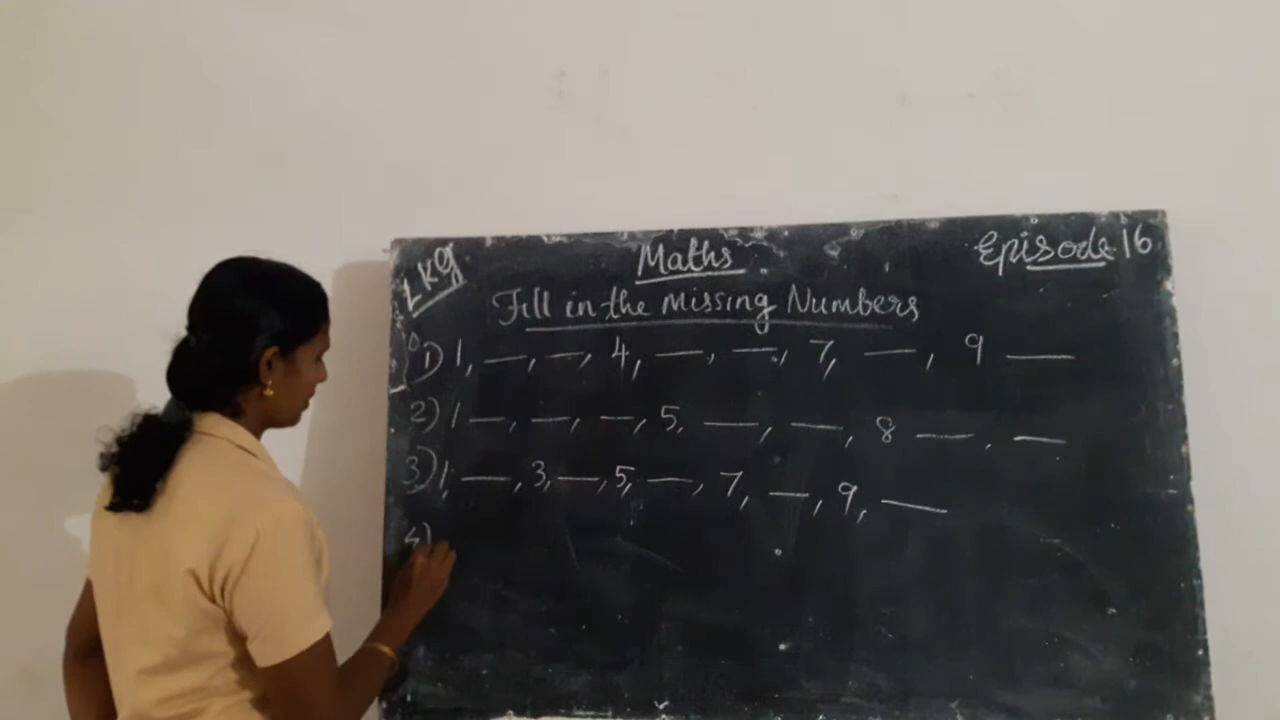 LKG Maths Episode 16
Fill in the Missing Numbers
1) 1, —, —, 4, —, —, 7, —, 9 —
2) 1 —, —, —, 5, —, —, 8 —, —
3) 1, —, 3, —, 5, —, 7, —, 9, —
4)